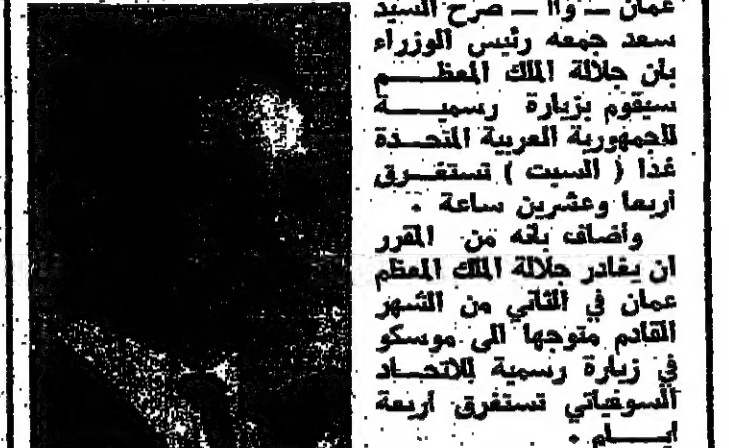 عمان — واا — صرح السيد
سعد جمعه رئيس الوزراء
بأن جلالة الملك المعظم
سيقوم بزيارة رسمية
للجمهورية العربية المتحدة
غدا ( السبت ) تستغرق
أربعا وعشرين ساعة .
وأضاف بأنه من المقرر
ان يغادر جلالة الملك المعظم
عمان في الثاني من الشهر
القادم متوجها الى موسكو
في زيارة رسمية للاتحاد
السوفياتي تستغرق أربعة
ايام .